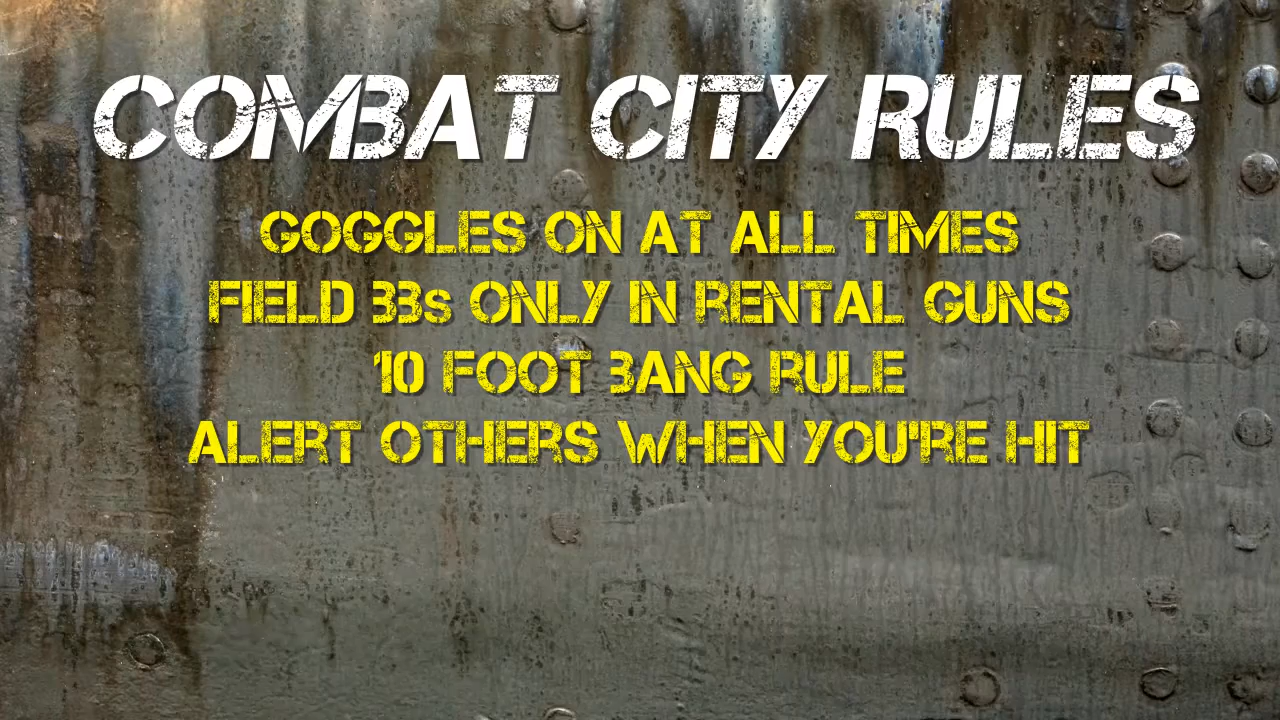 COMBAT CITY RULES
GOGGLES ON AT ALL TIMES
FIELD BBs ONLY IN RENTAL GUNS
10 FOOT BANG RULE
ALERT OTHERS WHEN YOU'RE HIT